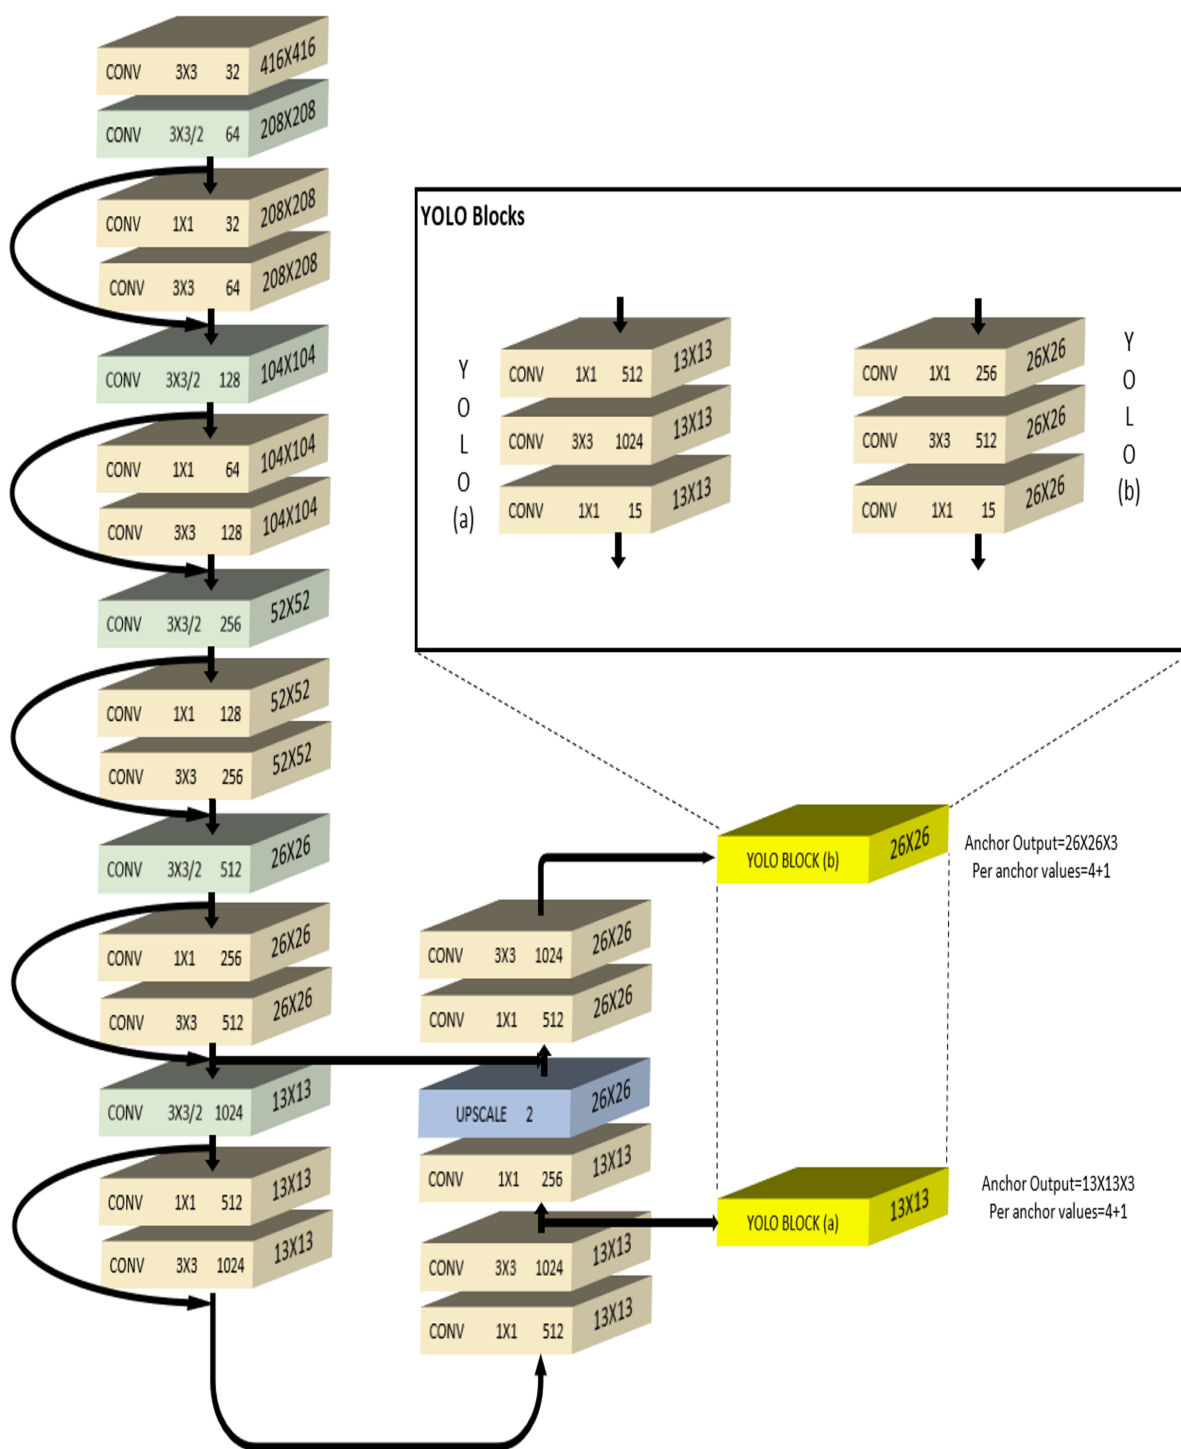 CONV 3X3 32 416X416
CONV 3X3/2 64 208X208
CONV 1X1 32 208X208
CONV 3X3 64 208X208
CONV 3X3/2 128 104X104
CONV 1X1 64 104X104
CONV 3X3 128 104X104
CONV 3X3/2 256 52X52
CONV 1X1 128 52X52
CONV 3X3 256 52X52
CONV 3X3/2 512 26X26
CONV 1X1 256 26X26
CONV 3X3 512 26X26
CONV 3X3/2 1024 13X13
CONV 1X1 512 13X13
CONV 3X3 1024 13X13
YOLO Blocks
YOLO (a)
CONV 1X1 512 13X13
CONV 3X3 1024 13X13
CONV 1X1 15 13X13
CONV 1X1 256 26X26
CONV 3X3 512 26X26
CONV 1X1 15 26X26
YOLO (b)
CONV 3X3 1024 26X26
CONV 1X1 512 26X26
UPSCALE 2 26X26
CONV 1X1 256 13X13
CONV 3X3 1024 13X13
CONV 1X1 512 13X13
YOLO BLOCK (b) 26X26
Anchor Output=26X26X3
Per anchor values=4+1
YOLO BLOCK (a) 13X13
Anchor Output=13X13X3
Per anchor values=4+1